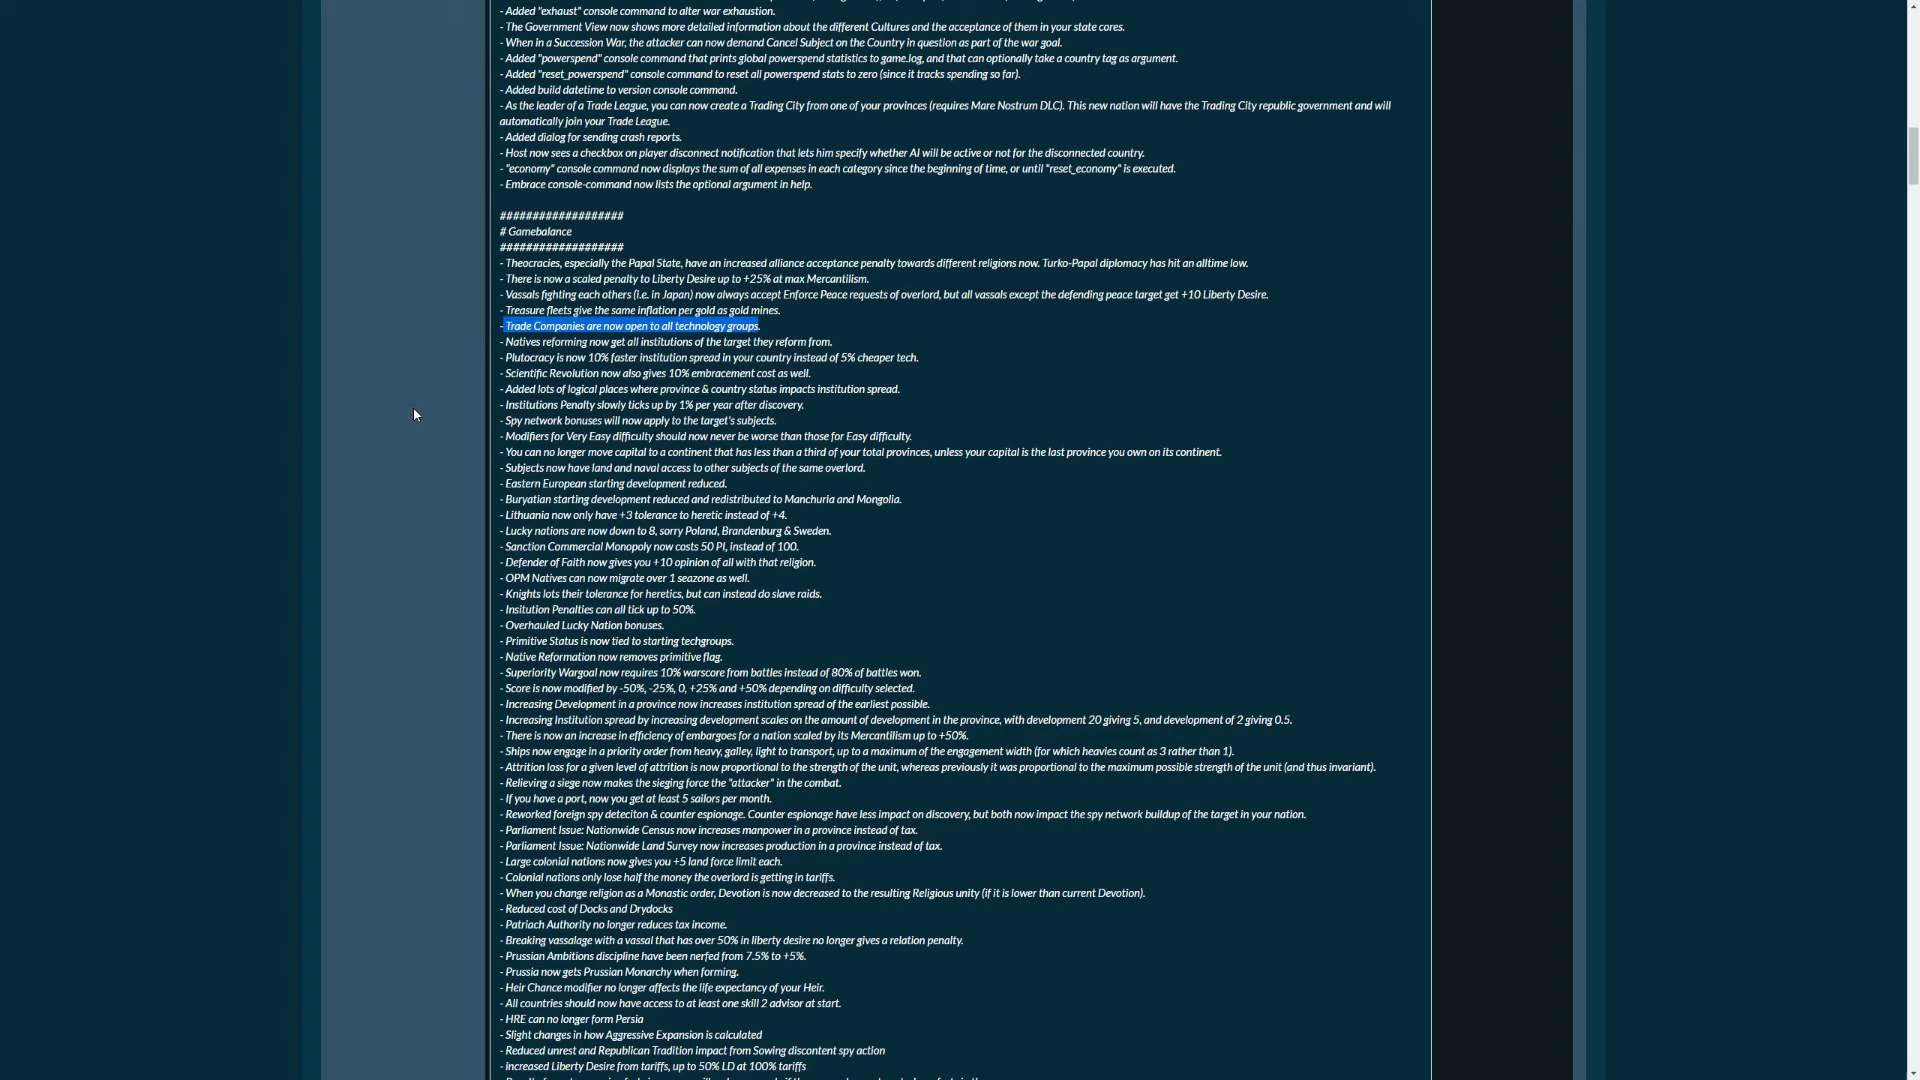 - Added "exhaust" console command to alter war exhaustion.
- The Government View now shows more detailed information about the different Cultures and the acceptance of them in your state cores.
- When in a Succession War, the attacker can now demand Cancel Subject on the Country in question as part of the war goal.
- Added "powerspend" console command that prints global powerspend statistics to game.log, and that can optionally take a country tag as argument.
- Added "reset_powerspend" console command to reset all powerspend stats to zero (since it tracks spending so far).
- Added build datetime to version console command.
- As the leader of a Trade League, you can now create a Trading City from one of your provinces (requires Mare Nostrum DLC). This new nation will have the Trading City republic government and will
automatically join your Trade League.
- Added dialog for sending crash reports.
- Host now sees a checkbox on player disconnect notification that lets him specify whether AI will be active or not for the disconnected country.
- "economy" console command now displays the sum of all expenses in each category since the beginning of time, or until "reset_economy" is executed.
- Embrace console-command now lists the optional argument in help.
###################
# Gamebalance
###################
- Theocracies, especially the Papal State, have an increased alliance acceptance penalty towards different religions now. Turko-Papal diplomacy has hit an alltime low.
- There is now a scaled penalty to Liberty Desire up to +25% at max Mercantilism.
- Vassals fighting each others (i.e. in Japan) now always accept Enforce Peace requests of overlord, but all vassals except the defending peace target get +10 Liberty Desire.
- Treasure fleets give the same inflation per gold as gold mines.
- Trade Companies are now open to all technology groups.
- Natives reforming now get all institutions of the target they reform from.
- Plutocracy is now 10% faster institution spread in your country instead of 5% cheaper tech.
- Scientific Revolution now also gives 10% embracement cost as well.
- Added lots of logical places where province & country status impacts institution spread.
- Institutions Penalty slowly ticks up by 1% per year after discovery.
- Spy network bonuses will now apply to the target's subjects.
- Modifiers for Very Easy difficulty should now never be worse than those for Easy difficulty.
- You can no longer move capital to a continent that has less than a third of your total provinces, unless your capital is the last province you own on its continent.
- Subjects now have land and naval access to other subjects of the same overlord.
- Eastern European starting development reduced.
- Buryatian starting development reduced and redistributed to Manchuria and Mongolia.
- Lithuania now only have +3 tolerance to heretic instead of +4.
- Lucky nations are now down to 8, sorry Poland, Brandenburg & Sweden.
- Sanction Commercial Monopoly now costs 50 PI, instead of 100.
- Defender of Faith now gives you +10 opinion of all with that religion.
- OPM Natives can now migrate over 1 seazone as well.
- Knights lots their tolerance for heretics, but can instead do slave raids.
- Insitution Penalties can all tick up to 50%.
- Overhauled Lucky Nation bonuses.
- Primitive Status is now tied to starting techgroups.
- Native Reformation now removes primitive flag.
- Superiority Wargoal now requires 10% warscore from battles instead of 80% of battles won.
- Score is now modified by -50%, -25%, 0, +25% and +50% depending on difficulty selected.
- Increasing Development in a province now increases institution spread of the earliest possible.
- Increasing Institution spread by increasing development scales on the amount of development in the province, with development 20 giving 5, and development of 2 giving 0.5.
- There is now an increase in efficiency of embargoes for a nation scaled by its Mercantilism up to +50%.
- Ships now engage in a priority order from heavy, galley, light to transport, up to a maximum of the engagement width (for which heavies count as 3 rather than 1).
- Attrition loss for a given level of attrition is now proportional to the strength of the unit, whereas previously it was proportional to the maximum possible strength of the unit (and thus invariant).
- Relieving a siege now makes the sieging force the "attacker" in the combat.
- If you have a port, now you get at least 5 sailors per month.
- Reworked foreign spy deteciton & counter espionage. Counter espionage have less impact on discovery, but both now impact the spy network buildup of the target in your nation.
- Parliament Issue: Nationwide Census now increases manpower in a province instead of tax.
- Parliament Issue: Nationwide Land Survey now increases production in a province instead of tax.
- Large colonial nations now gives you +5 land force limit each.
- Colonial nations only lose half the money the overlord is getting in tariffs.
- When you change religion as a Monastic order, Devotion is now decreased to the resulting Religious unity (if it is lower than current Devotion).
- Reduced cost of Docks and Drydocks
- Patriach Authority no longer reduces tax income.
- Breaking vassalage with a vassal that has over 50% in liberty desire no longer gives a relation penalty.
- Prussian Ambitions discipline have been nerfed from 7.5% to +5%.
- Prussia now gets Prussian Monarchy when forming.
- Heir Chance modifier no longer affects the life expectancy of your Heir.
- All countries should now have access to at least one skill 2 advisor at start.
- HRE can no longer form Persia
- Slight changes in how Aggressive Expansion is calculated
- Reduced unrest and Republican Tradition impact from Sowing discontent spy action
- increased Liberty Desire from tariffs, up to 50% LD at 100% tariffs